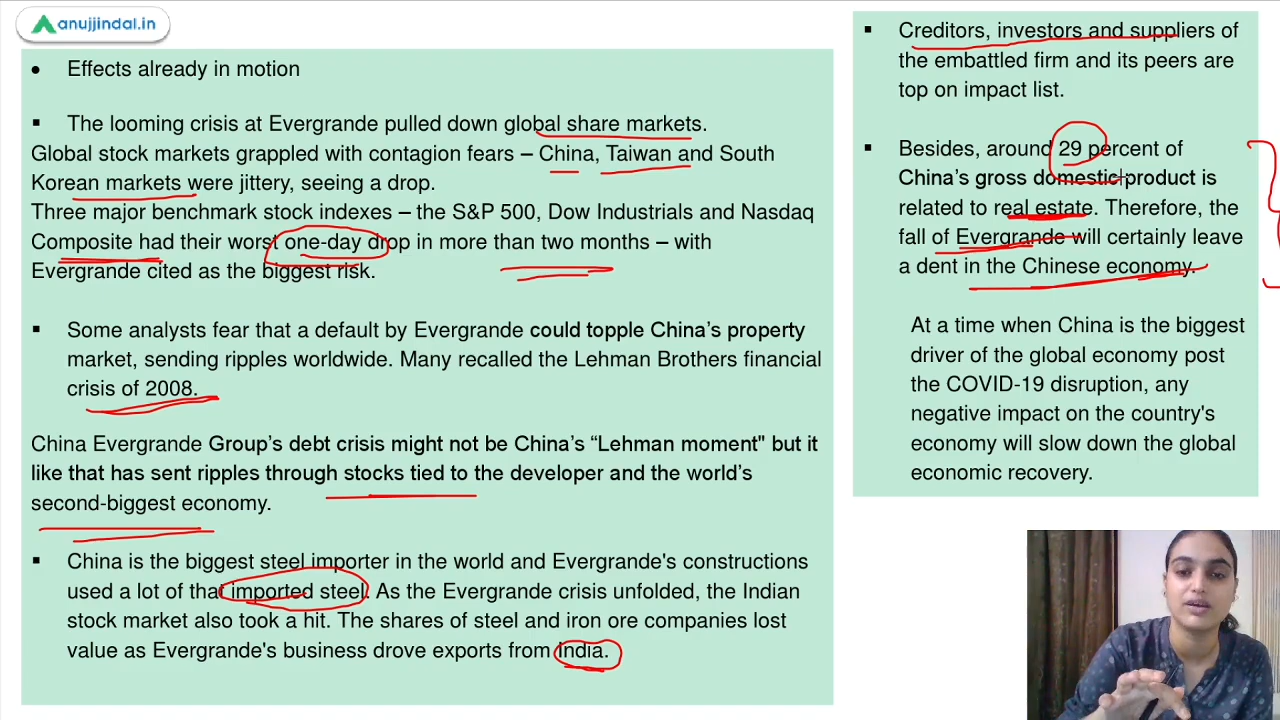 anujjindal.in
• Effects already in motion
▪ The looming crisis at Evergrande pulled down global share markets.
Global stock markets grappled with contagion fears – China, Taiwan and South
Korean markets were jittery, seeing a drop.
Three major benchmark stock indexes – the S&P 500, Dow Industrials and Nasdaq
Composite had their worst one-day drop in more than two months – with
Evergrande cited as the biggest risk.
▪ Some analysts fear that a default by Evergrande could topple China’s property
market, sending ripples worldwide. Many recalled the Lehman Brothers financial
crisis of 2008.
China Evergrande Group’s debt crisis might not be China’s “Lehman moment" but it
like that has sent ripples through stocks tied to the developer and the world’s
second-biggest economy.
▪ China is the biggest steel importer in the world and Evergrande's constructions
used a lot of that imported steel. As the Evergrande crisis unfolded, the Indian
stock market also took a hit. The shares of steel and iron ore companies lost
value as Evergrande's business drove exports from India.
▪ Creditors, investors and suppliers of
the embattled firm and its peers are
top on impact list.
▪ Besides, around 29 percent of
China’s gross domestic product is
related to real estate. Therefore, the
fall of Evergrande will certainly leave
a dent in the Chinese economy.
At a time when China is the biggest
driver of the global economy post
the COVID-19 disruption, any
negative impact on the country's
economy will slow down the global
economic recovery.